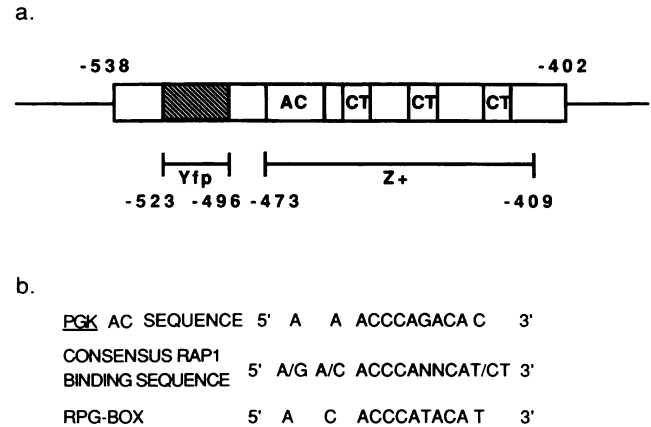 a.
-538 -402
AC CT CT CT
Yfp Z+
-523 -496 -473 -409
b.
PGK AC SEQUENCE 5' A A ACCCAGACA C 3'
CONSENSUS RAP1
BINDING SEQUENCE 5' A/G A/C ACCCANNCAT/CT 3'
RPG-BOX 5' A C ACCCATACA T 3'